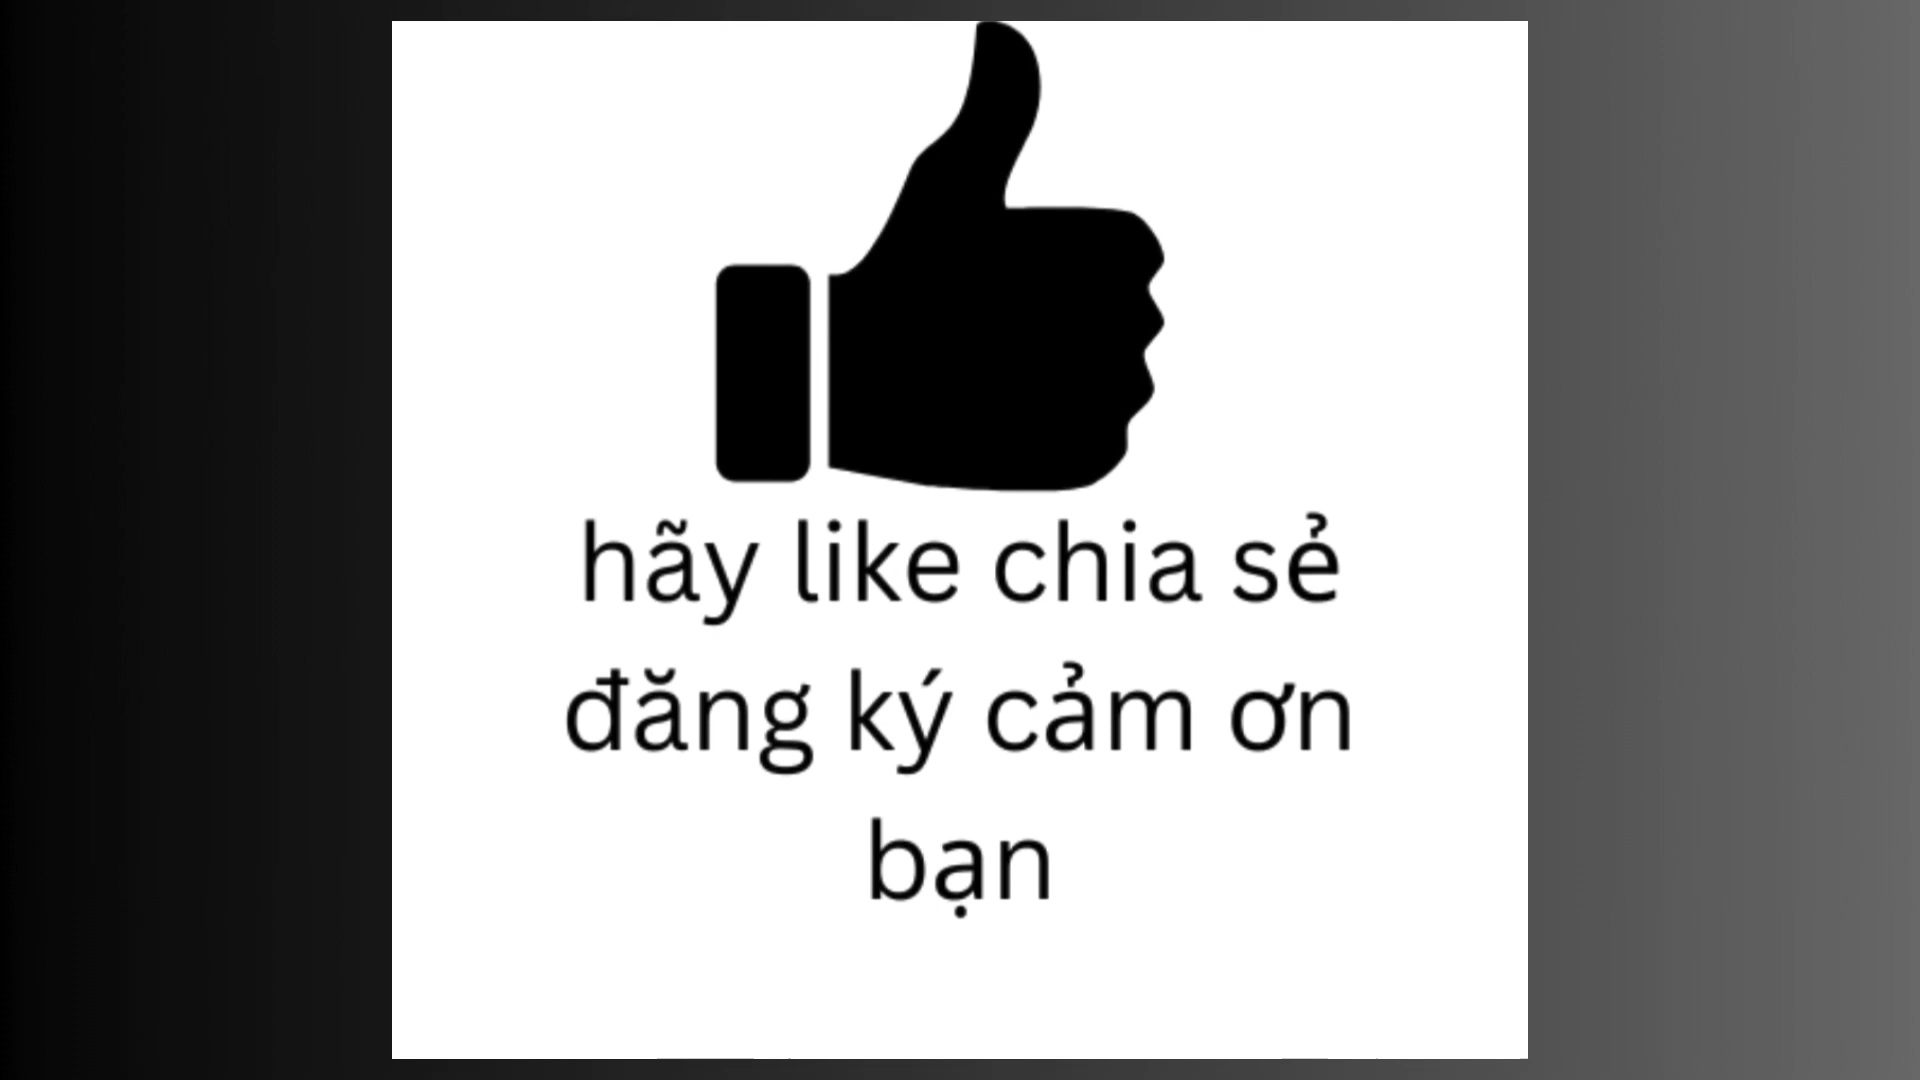 hãy like chia sẻ
đăng ký cảm ơn
bạn